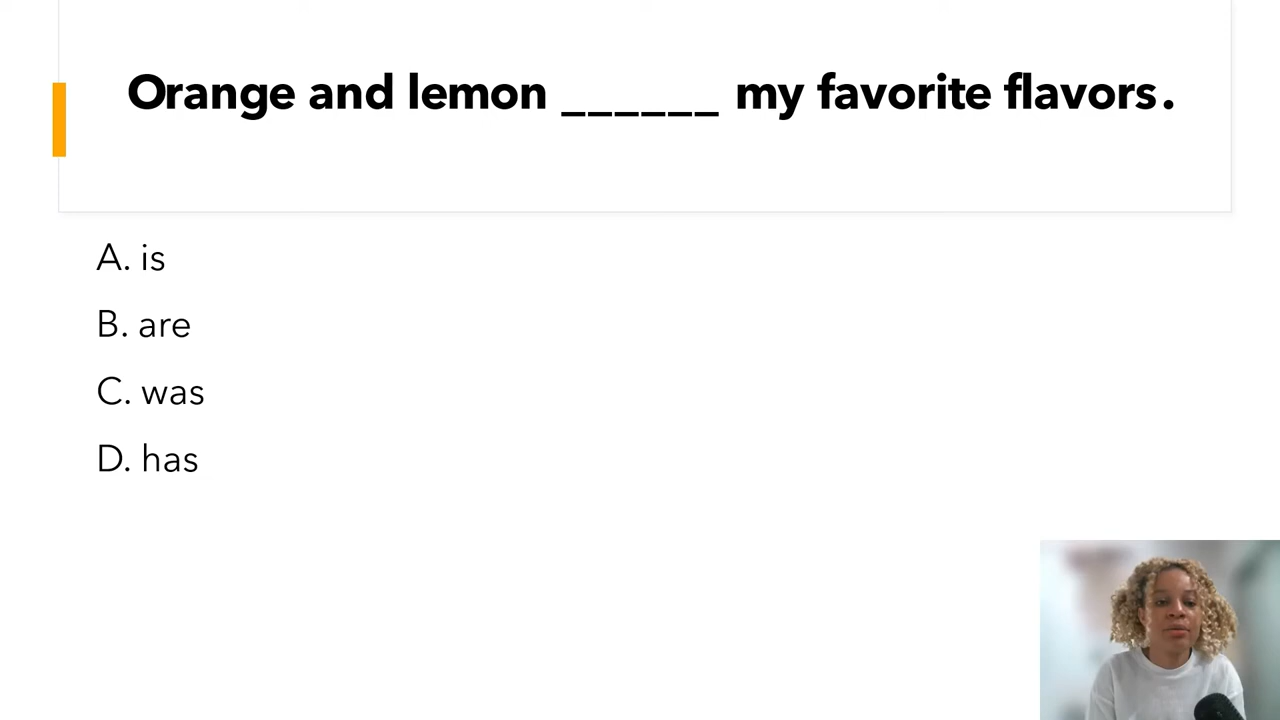 Orange and lemon ______ my favorite flavors.
A. is
B. are
C. was
D. has